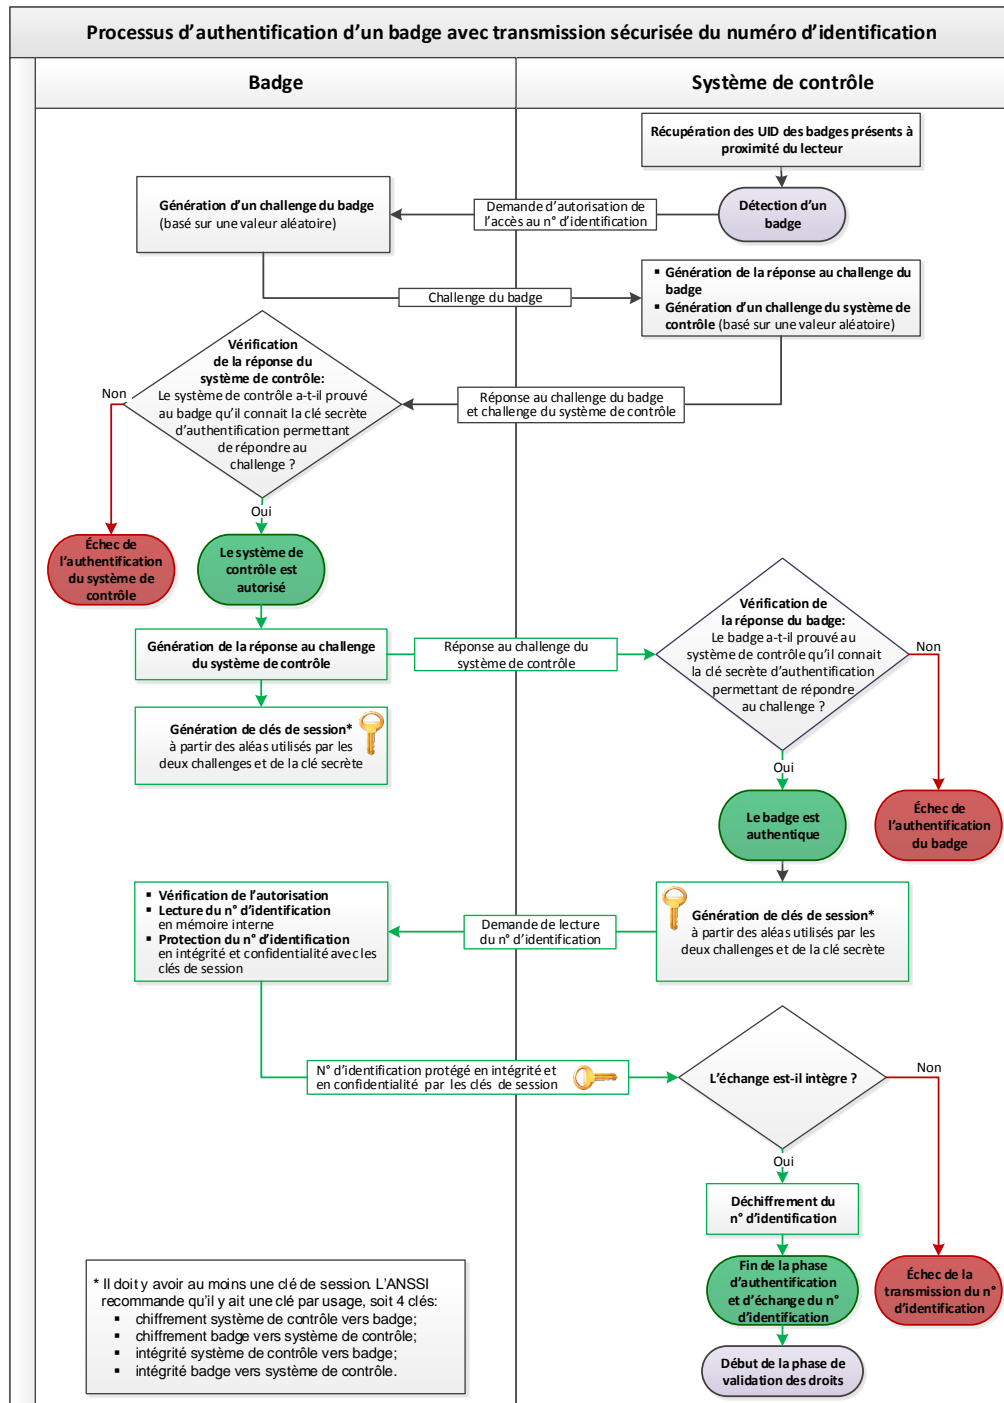 Processus d’authentification d’un badge avec transmission sécurisée du numéro d’identification
Badge
Système de contrôle
Récupération des UID des badges présents à
proximité du lecteur
Détection d’un
badge
Demande d’autorisation de
l’accès au n° d’identification
Génération d’un challenge du badge
(basé sur une valeur aléatoire)
Challenge du badge
▪ Génération de la réponse au challenge du
badge
▪ Génération d’un challenge du système de
contrôle (basé sur une valeur aléatoire)
Réponse au challenge du badge
et challenge du système de contrôle
Vérification
de la réponse du
système de contrôle:
Le système de contrôle a-t-il prouvé
au badge qu’il connait la clé secrète
d’authentification permettant
de répondre au
challenge ?
Non
Oui
Échec de
l’authentification
du système de
contrôle
Le système de
contrôle est
autorisé
Génération de la réponse au challenge
du système de contrôle
Réponse au challenge du
système de contrôle
Vérification de
la réponse du badge:
Le badge a-t-il prouvé au
système de contrôle qu’il connait
la clé secrète d’authentification
permettant de répondre
au challenge ?
Non
Oui
Génération de clés de session*
à partir des aléas utilisés par les
deux challenges et de la clé secrète
Le badge est
authentique
Échec de
l’authentification
du badge
Génération de clés de session*
à partir des aléas utilisés par les
deux challenges et de la clé secrète
Demande de lecture
du n° d’identification
▪ Vérification de l’autorisation
▪ Lecture du n° d’identification
en mémoire interne
▪ Protection du n° d’identification
en intégrité et confidentialité avec les
clés de session
N° d’identification protégé en intégrité et
en confidentialité par les clés de session
L’échange est-il intègre ?
Non
Oui
Déchiffrement du
n° d’identification
Fin de la phase
d’authentification
et d’échange du n°
d’identification
Échec de la
transmission du n°
d’identification
Début de la phase de
validation des droits
* Il doit y avoir au moins une clé de session. L’ANSSI
recommande qu’il y ait une clé par usage, soit 4 clés:
▪ chiffrement système de contrôle vers badge;
▪ chiffrement badge vers système de contrôle;
▪ intégrité système de contrôle vers badge;
▪ intégrité badge vers système de contrôle.